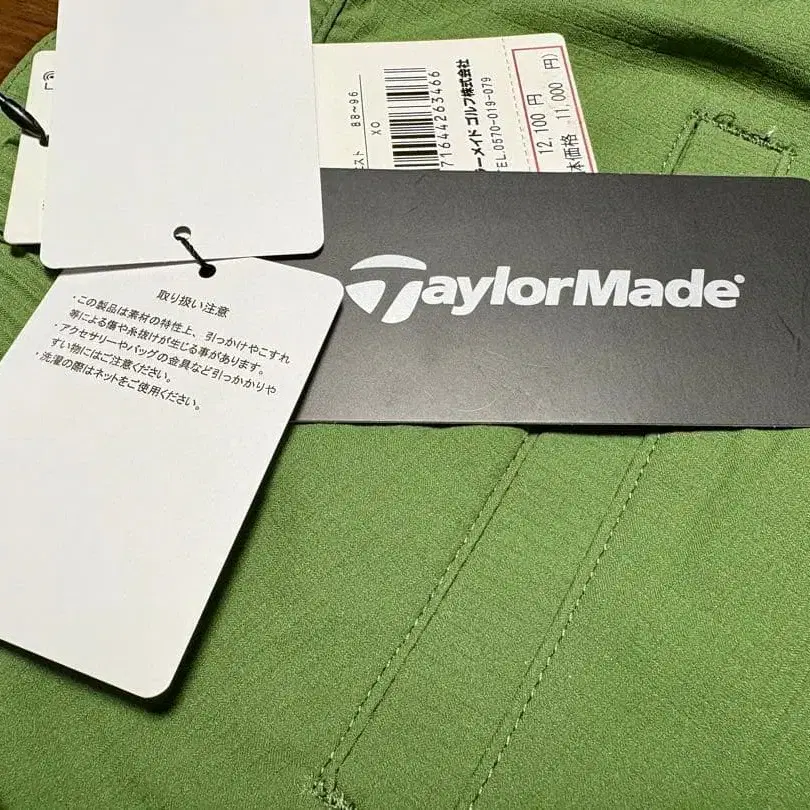 取り扱い注意
・この製品は素材の特性上、引っかけやこすれ
等による傷や糸抜けが生じる事があります。
・アクセサリーやバッグの金具など引っかかりや
すい物にはご注意ください。
・洗濯の際はネットをご使用ください。
TaylorMade
エスト 88~96
XO
71644263466
ラーメイド ゴルフ株式会社
TEL.0570-019-079
12,100 円
体価格 11,000 円)